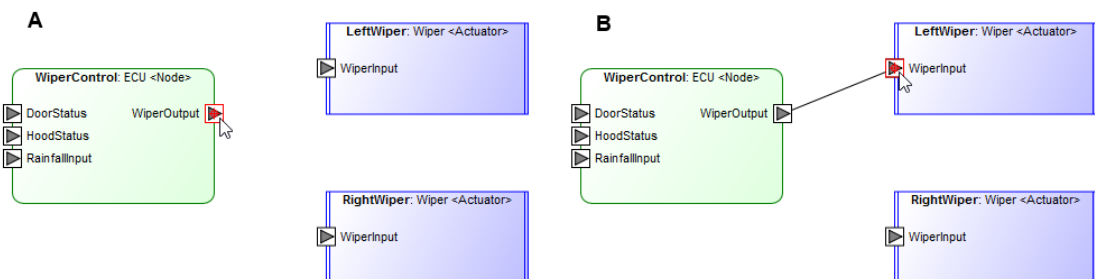 A
LeftWiper: Wiper <Actuator>
WiperInput
WiperControl: ECU <Node>
DoorStatus
WiperOutput
HoodStatus
RainfallInput
RightWiper: Wiper <Actuator>
WiperInput
B
LeftWiper: Wiper <Actuator>
WiperInput
WiperControl: ECU <Node>
DoorStatus
WiperOutput
HoodStatus
RainfallInput
RightWiper: Wiper <Actuator>
WiperInput